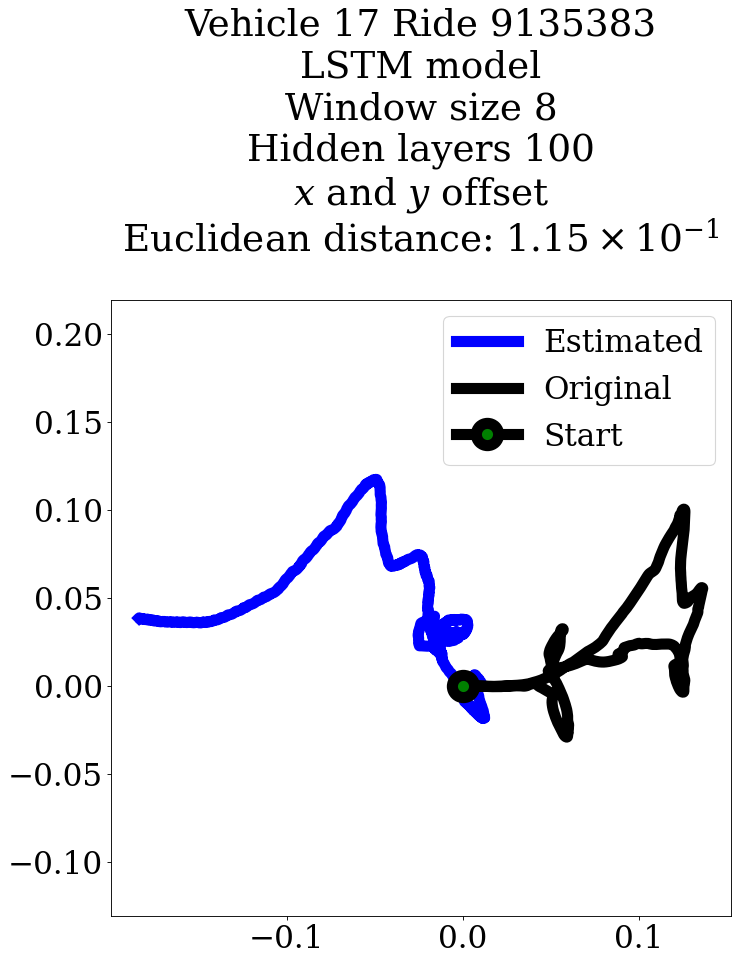 Vehicle 17 Ride 9135383
LSTM model
Window size 8
Hidden layers 100
x and y offset
Euclidean distance: 1.15 × 10⁻¹
Estimated
Original
Start
0.20
0.15
0.10
0.05
0.00
−0.05
−0.10
−0.1
0.0
0.1